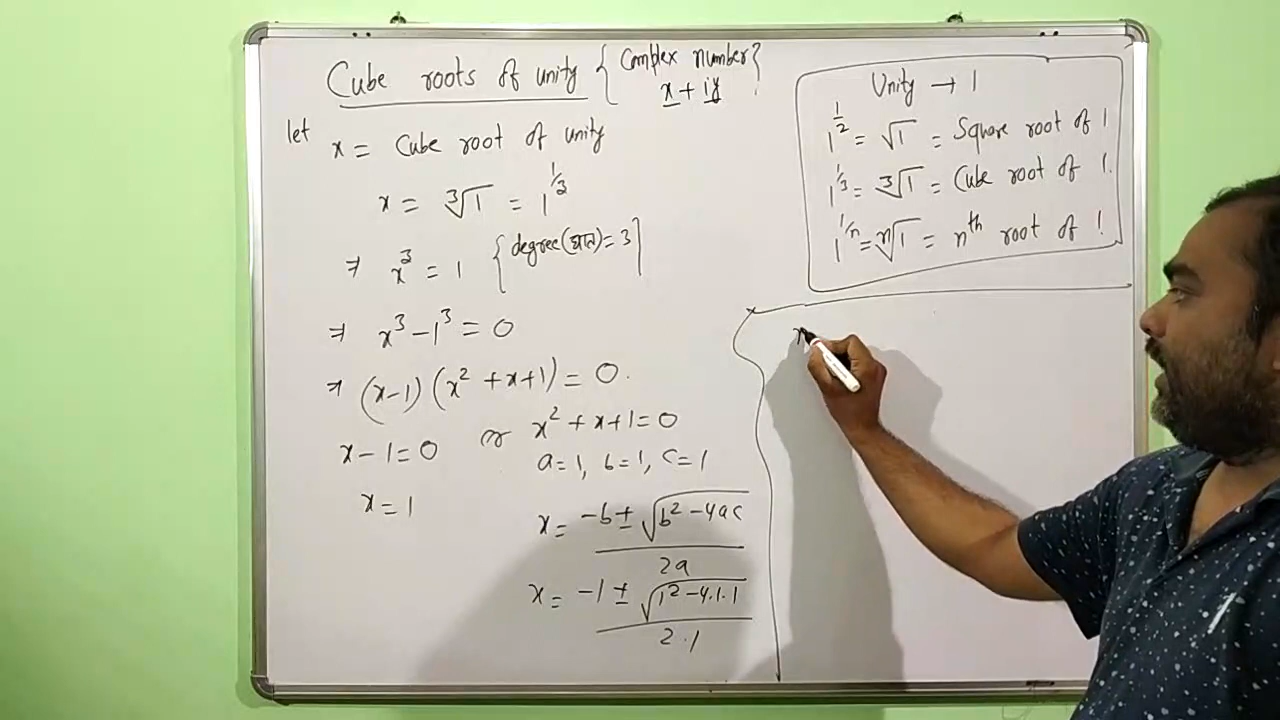 Cube roots of unity { Complex number }
x + iy
let x = Cube root of unity
x = ∛1 = 1^{1/3}
⇒ x³ = 1 { degree (घात) = 3 }
⇒ x³ − 1³ = 0
⇒ (x−1) (x² + x + 1) = 0.
x − 1 = 0 or x² + x + 1 = 0
a = 1, b = 1, c = 1
x = 1
x = (−b ± √(b² − 4ac)) / 2a
x = (−1 ± √(1² − 4.1.1)) / 2.1
Unity → 1
1^{1/2} = √1 = Square root of 1
1^{1/3} = ∛1 = Cube root of 1.
1^{1/n} = ⁿ√1 = nᵗʰ root of 1
x